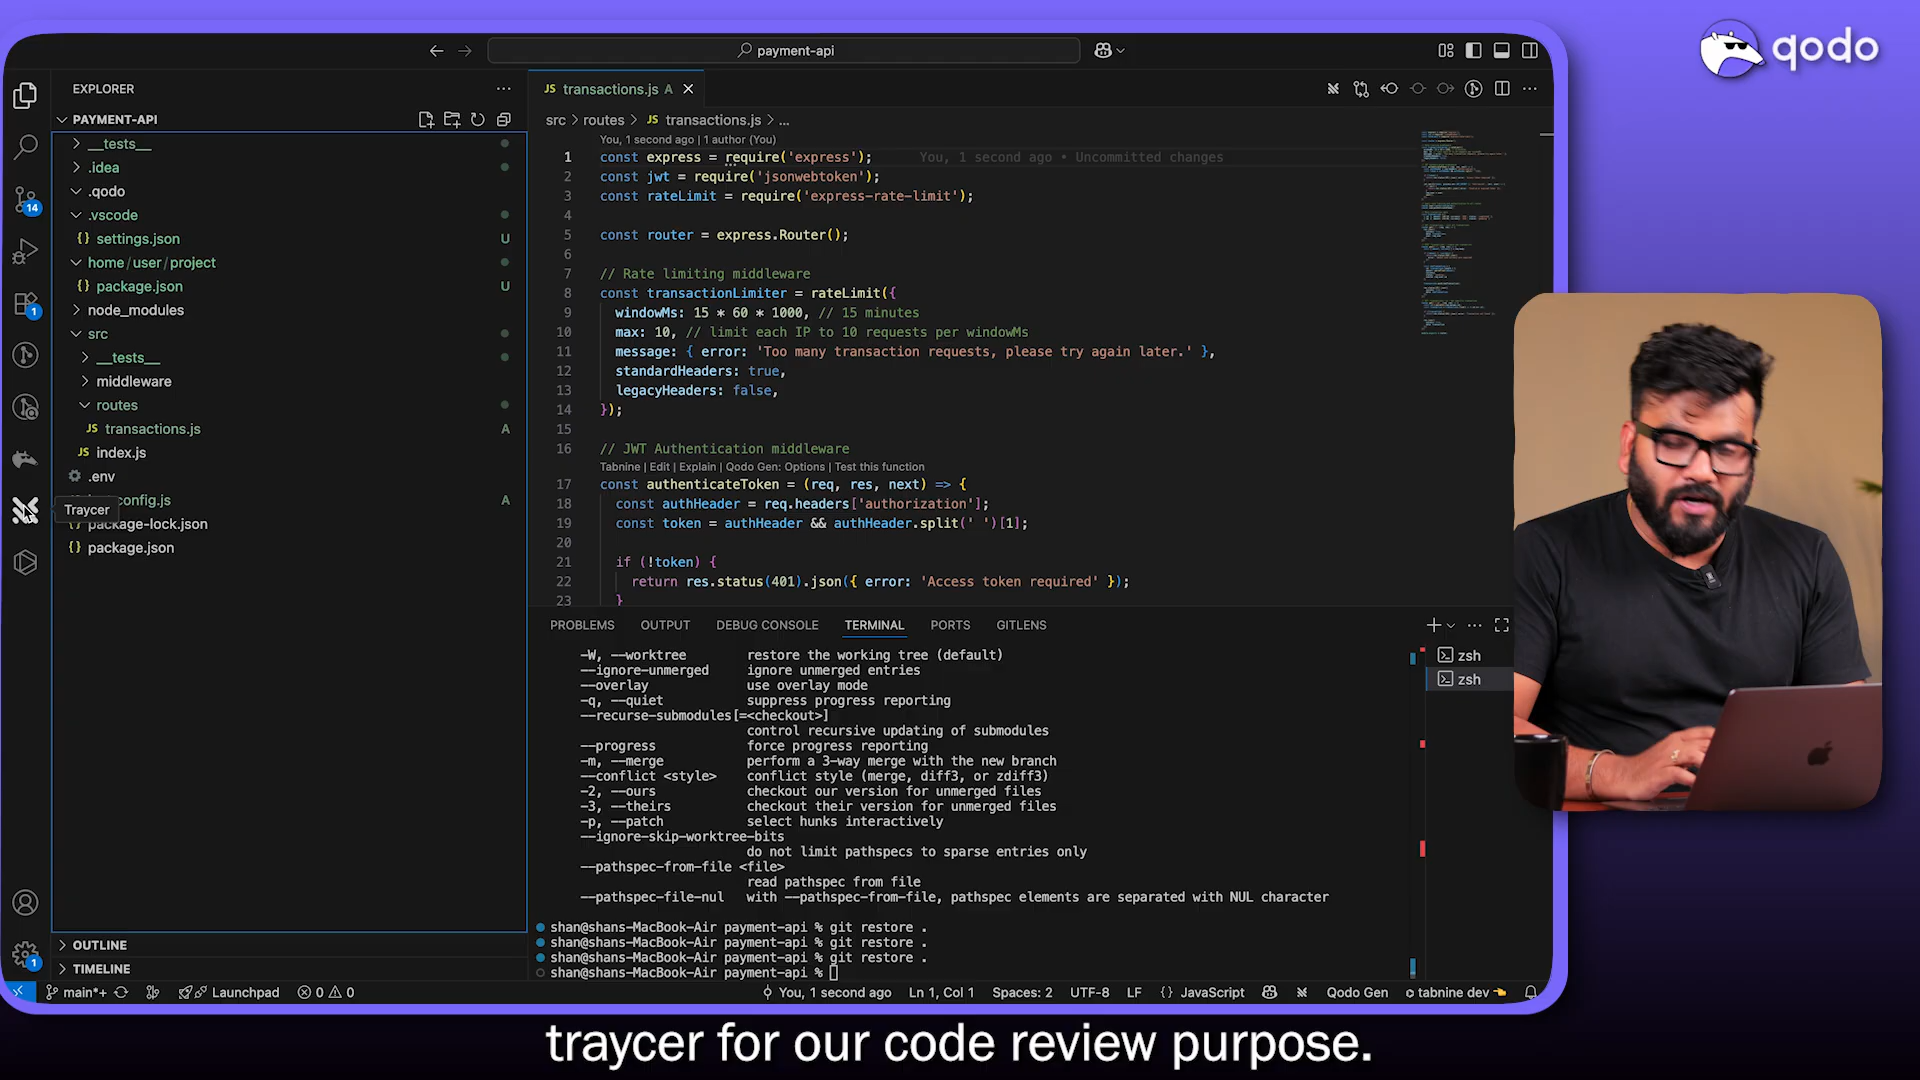 payment-api
qodo
EXPLORER
PAYMENT-API
__tests__
.idea
.qodo
.vscode
{} settings.json U
home/user/project
{} package.json U
node_modules
src
__tests__
middleware
routes
JS transactions.js A
JS index.js
.env
config.js A
Traycer
package-lock.json
{} package.json
OUTLINE
TIMELINE
14
1
1
JS transactions.js A
src > routes > JS transactions.js > ...
You, 1 second ago | 1 author (You)
1 const express = require('express'); You, 1 second ago • Uncommitted changes
2 const jwt = require('jsonwebtoken');
3 const rateLimit = require('express-rate-limit');
4
5 const router = express.Router();
6
7 // Rate limiting middleware
8 const transactionLimiter = rateLimit({
9 windowMs: 15 * 60 * 1000, // 15 minutes
10 max: 10, // limit each IP to 10 requests per windowMs
11 message: { error: 'Too many transaction requests, please try again later.' },
12 standardHeaders: true,
13 legacyHeaders: false,
14 });
15
16 // JWT Authentication middleware
Tabnine | Edit | Explain | Qodo Gen: Options | Test this function
17 const authenticateToken = (req, res, next) => {
18 const authHeader = req.headers['authorization'];
19 const token = authHeader && authHeader.split(' ')[1];
20
21 if (!token) {
22 return res.status(401).json({ error: 'Access token required' });
23 }
PROBLEMS OUTPUT DEBUG CONSOLE TERMINAL PORTS GITLENS
-W, --worktree restore the working tree (default)
--ignore-unmerged ignore unmerged entries
--overlay use overlay mode
-q, --quiet suppress progress reporting
--recurse-submodules[=<checkout>]
control recursive updating of submodules
--progress force progress reporting
-m, --merge perform a 3-way merge with the new branch
--conflict <style> conflict style (merge, diff3, or zdiff3)
-2, --ours checkout our version for unmerged files
-3, --theirs checkout their version for unmerged files
-p, --patch select hunks interactively
--ignore-skip-worktree-bits
do not limit pathspecs to sparse entries only
--pathspec-from-file <file>
read pathspec from file
--pathspec-file-nul with --pathspec-from-file, pathspec elements are separated with NUL character
shan@shans-MacBook-Air payment-api % git restore .
shan@shans-MacBook-Air payment-api % git restore .
shan@shans-MacBook-Air payment-api % git restore .
shan@shans-MacBook-Air payment-api %
zsh
zsh
main*+ Launchpad 0 0 You, 1 second ago Ln 1, Col 1 Spaces: 2 UTF-8 LF {} JavaScript Qodo Gen tabnine dev
traycer for our code review purpose.